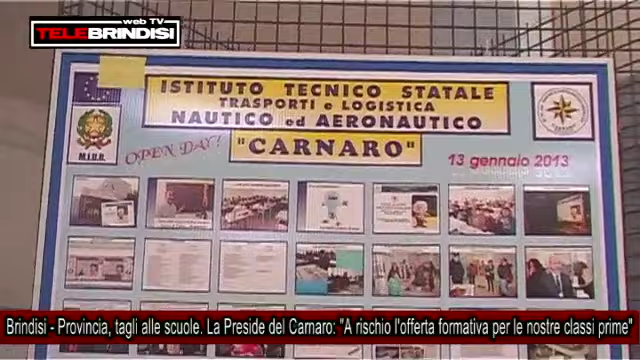 web TV
TELEBRINDISI
ISTITUTO TECNICO STATALE
TRASPORTI e LOGISTICA
NAUTICO ed AERONAUTICO
"CARNARO"
M.I.U.R.
OPEN DAY!
13 gennaio 2013
Brindisi - Provincia, tagli alle scuole. La Preside del Carnaro: "A rischio l'offerta formativa per le nostre classi prime"